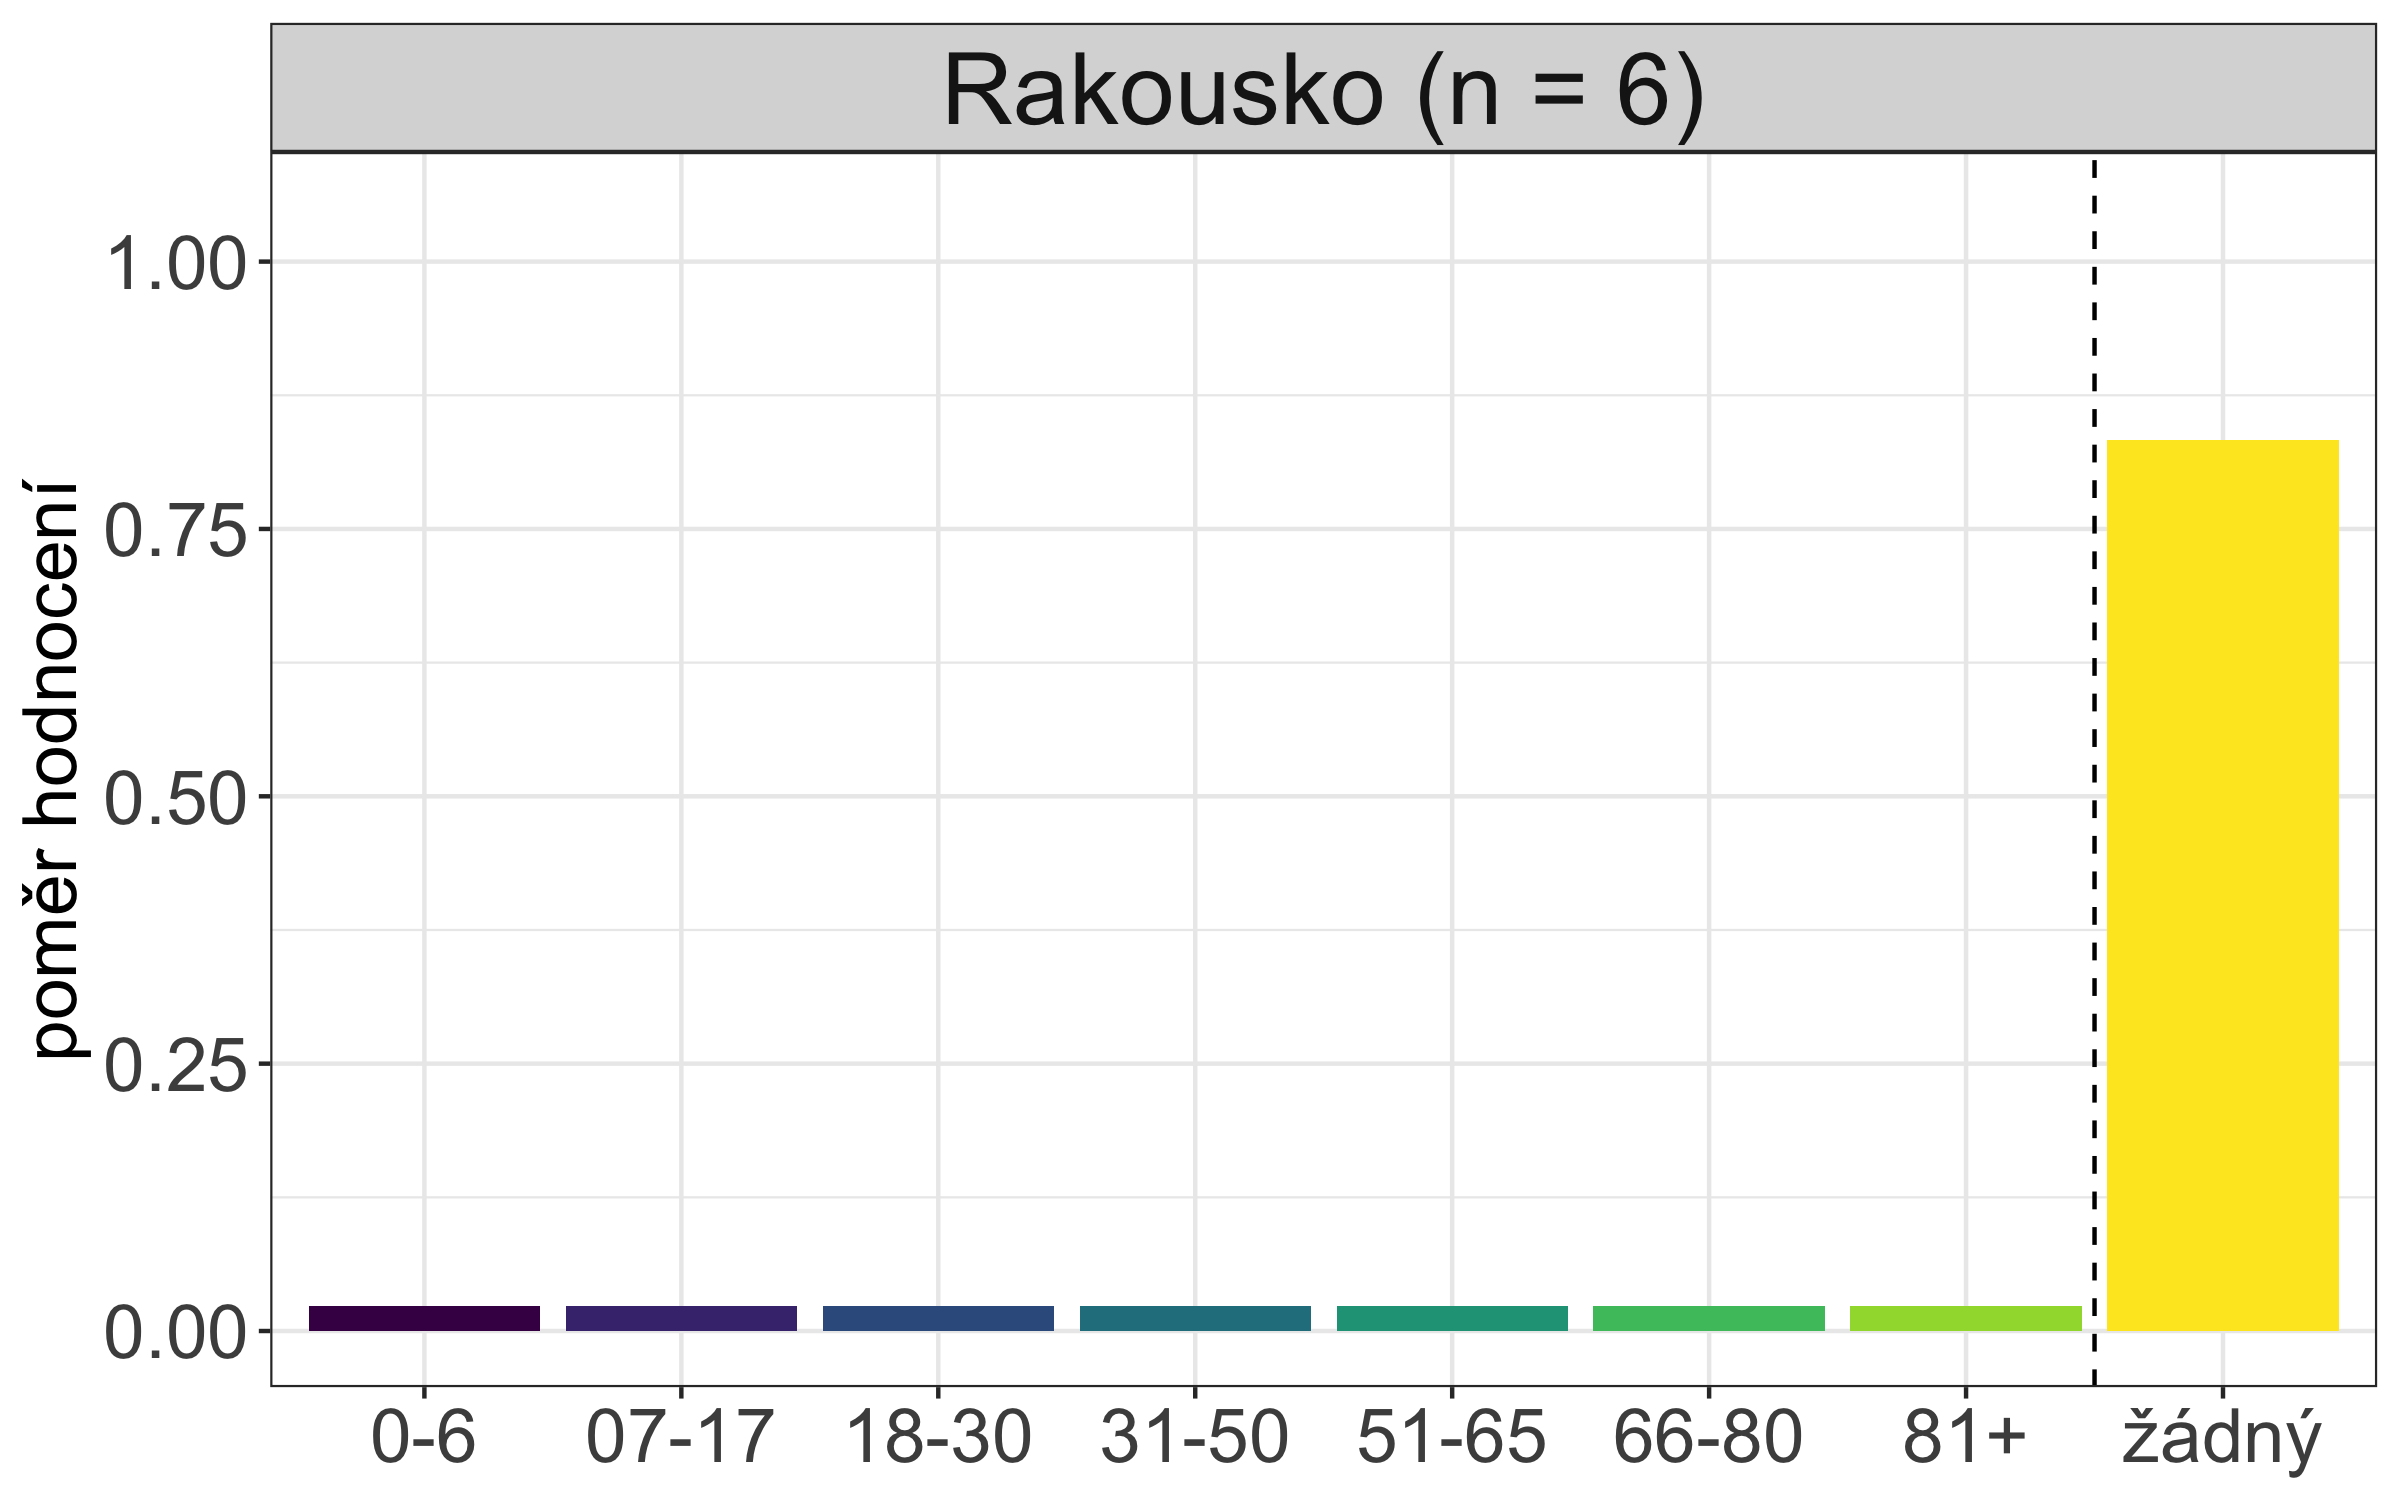 Rakousko (n = 6)
poměr hodnocení
1.00
0.75
0.50
0.25
0.00
0-6 07-17 18-30 31-50 51-65 66-80 81+ žádný